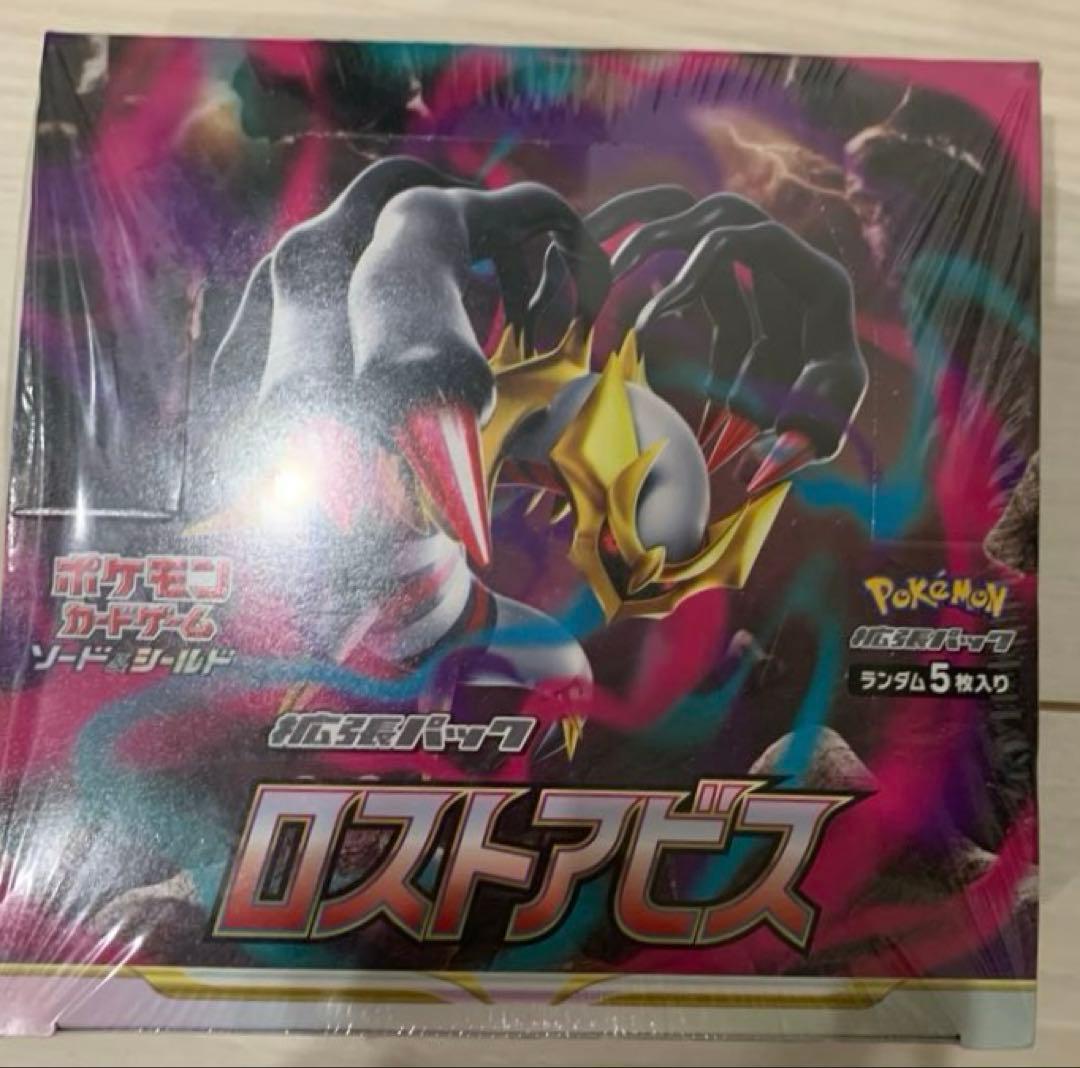 ポケモン
カードゲーム
ソード&シールド
Pokémon
拡張パック
ランダム5枚入り
拡張パック
ロストアビス